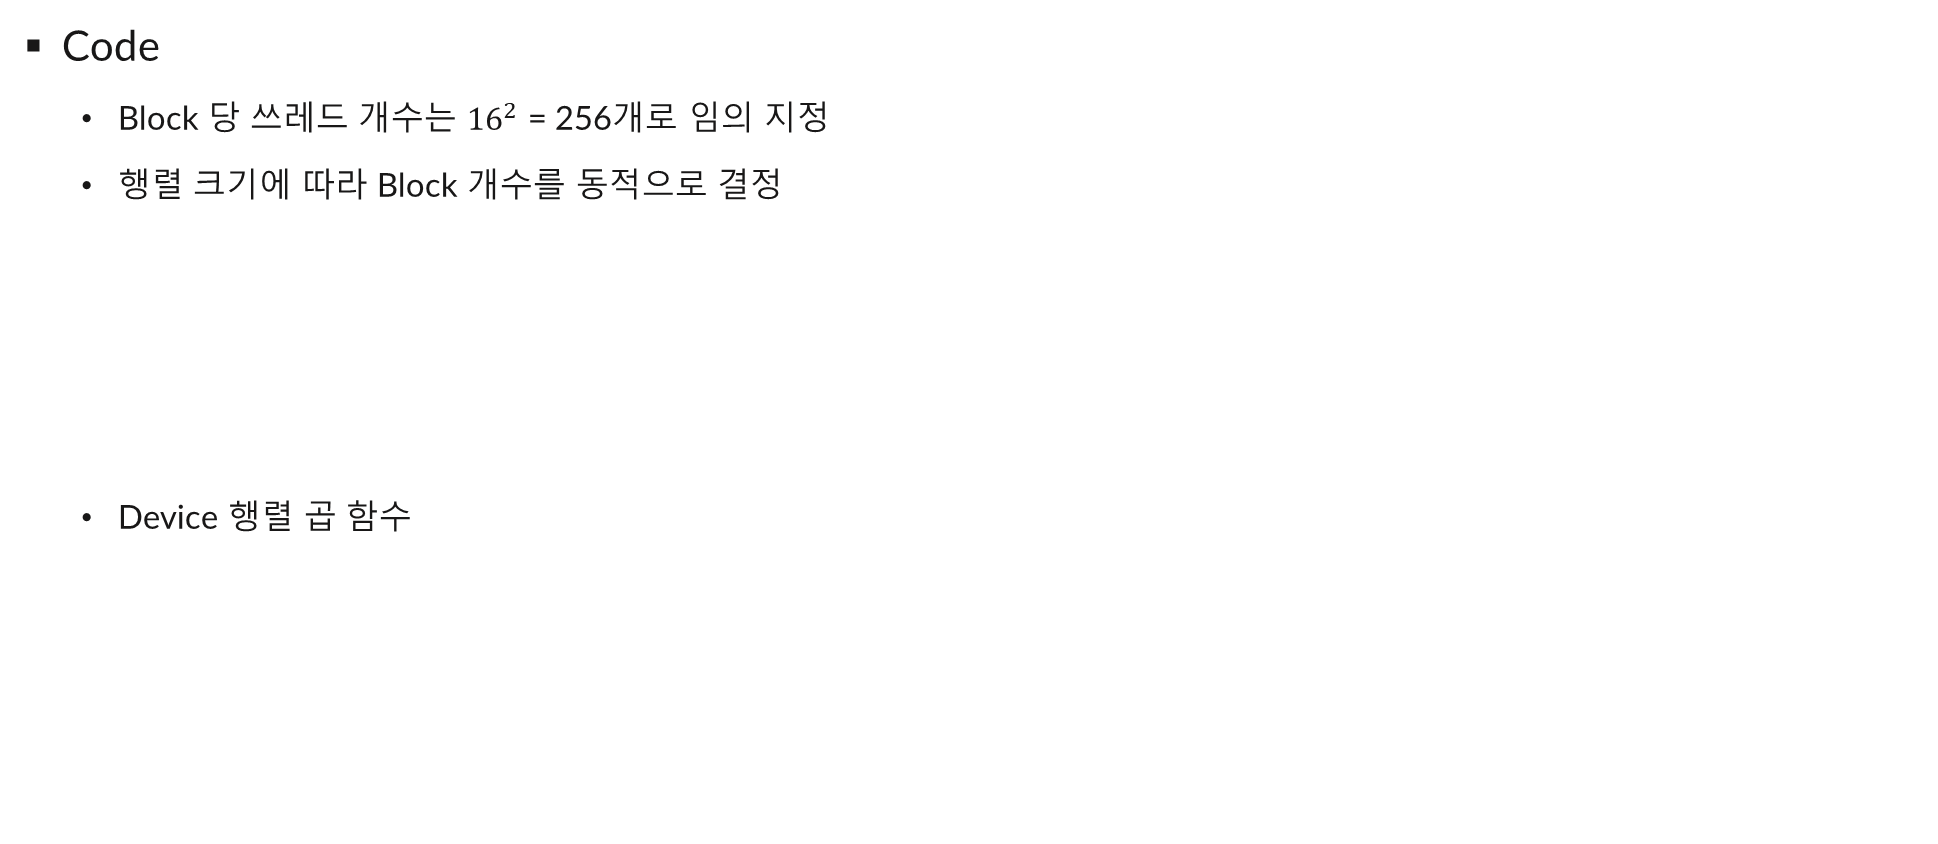 ▪ Code
• Block 당 쓰레드 개수는 16² = 256개로 임의 지정
• 행렬 크기에 따라 Block 개수를 동적으로 결정
• Device 행렬 곱 함수